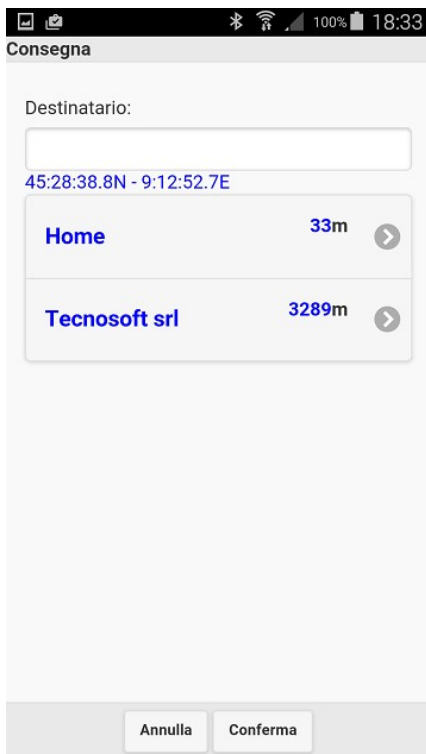 100% 18:33
Consegna
Destinatario:
45:28:38.8N - 9:12:52.7E
Home 33m
Tecnosoft srl 3289m
Annulla Conferma